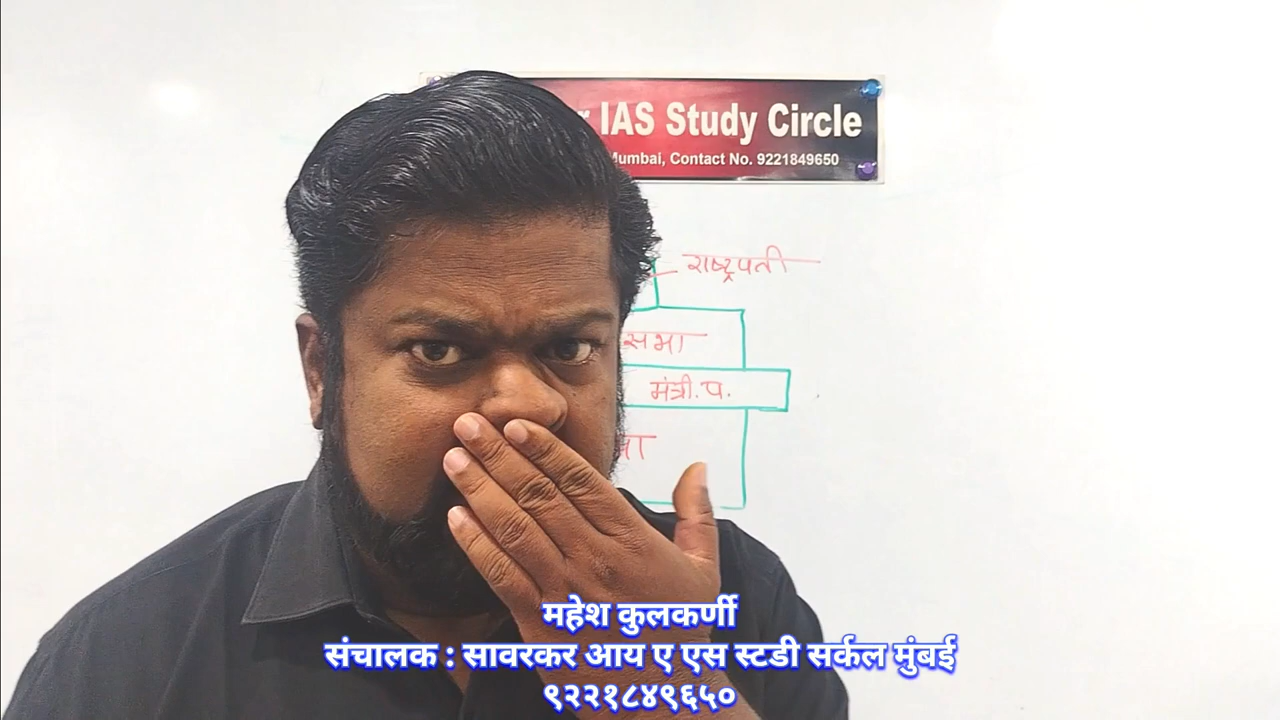 IAS Study Circle
Mumbai, Contact No. 9221849650
राष्ट्रपती
सभा
मंत्री.प.
महेश कुलकर्णी
संचालक : सावरकर आय ए एस स्टडी सर्कल मुंबई
९२२१८४९६५०